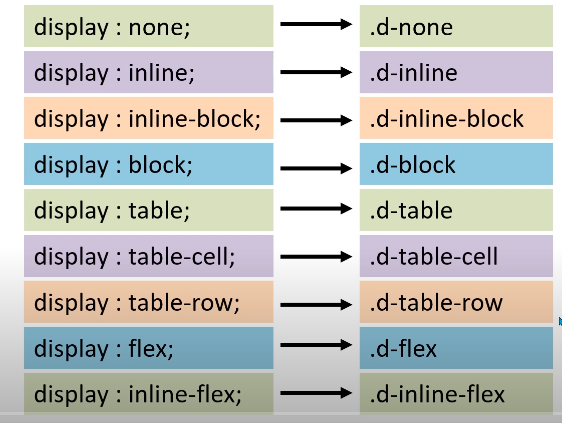 display : none; .d-none
display : inline; .d-inline
display : inline-block; .d-inline-block
display : block; .d-block
display : table; .d-table
display : table-cell; .d-table-cell
display : table-row; .d-table-row
display : flex; .d-flex
display : inline-flex; .d-inline-flex